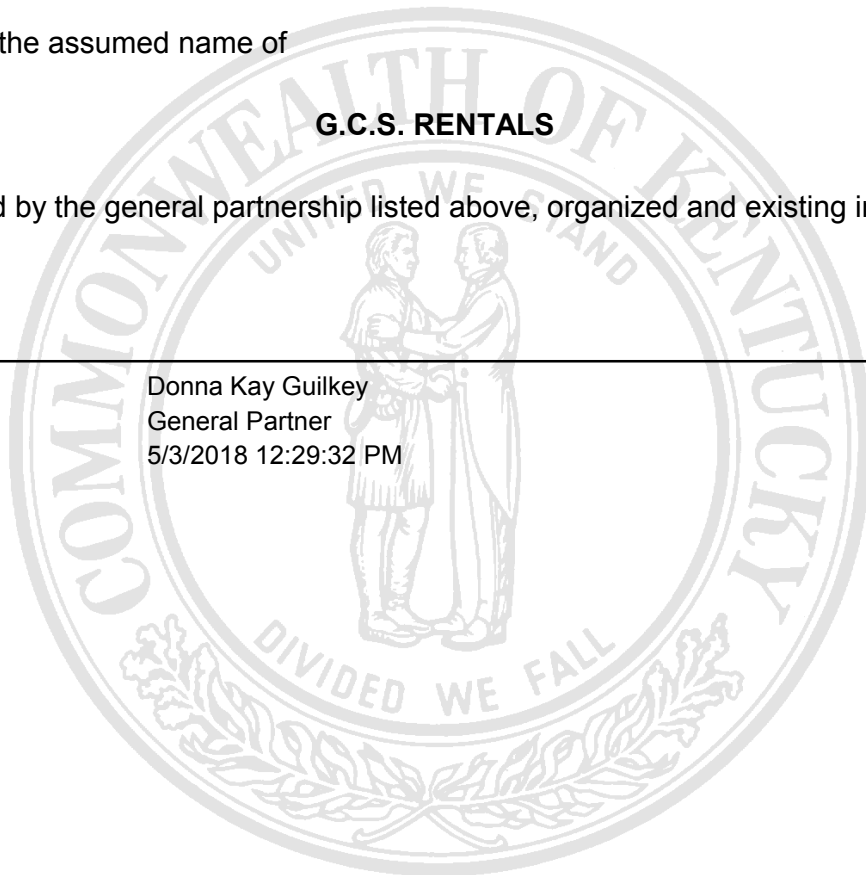 the assumed name of
G.C.S. RENTALS
by the general partnership listed above, organized and existing
Donna Kay Guilkey
General Partner
5/3/2018 12:29:32 PM
COMMONWEALTH OF KENTUCKY
UNITED WE STAND
DIVIDED WE FALL